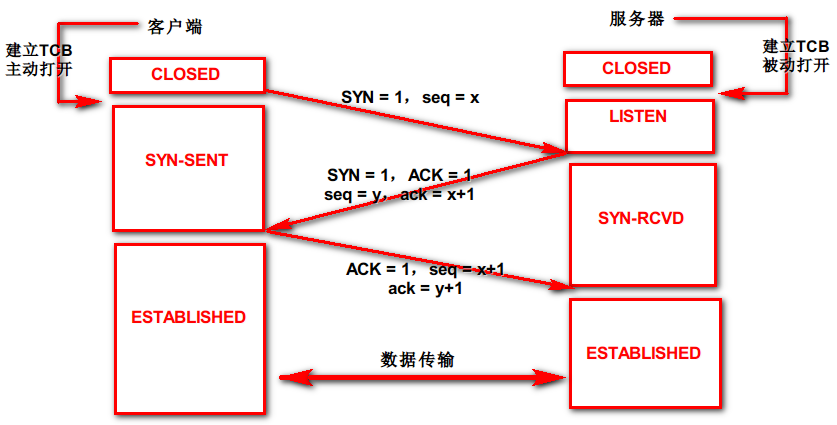 客户端
服务器
建立TCB
主动打开
建立TCB
被动打开
CLOSED
CLOSED
SYN = 1，seq = x
LISTEN
SYN-SENT
SYN = 1，ACK = 1
seq = y，ack = x+1
SYN-RCVD
ACK = 1，seq = x+1
ack = y+1
ESTABLISHED
ESTABLISHED
数据传输